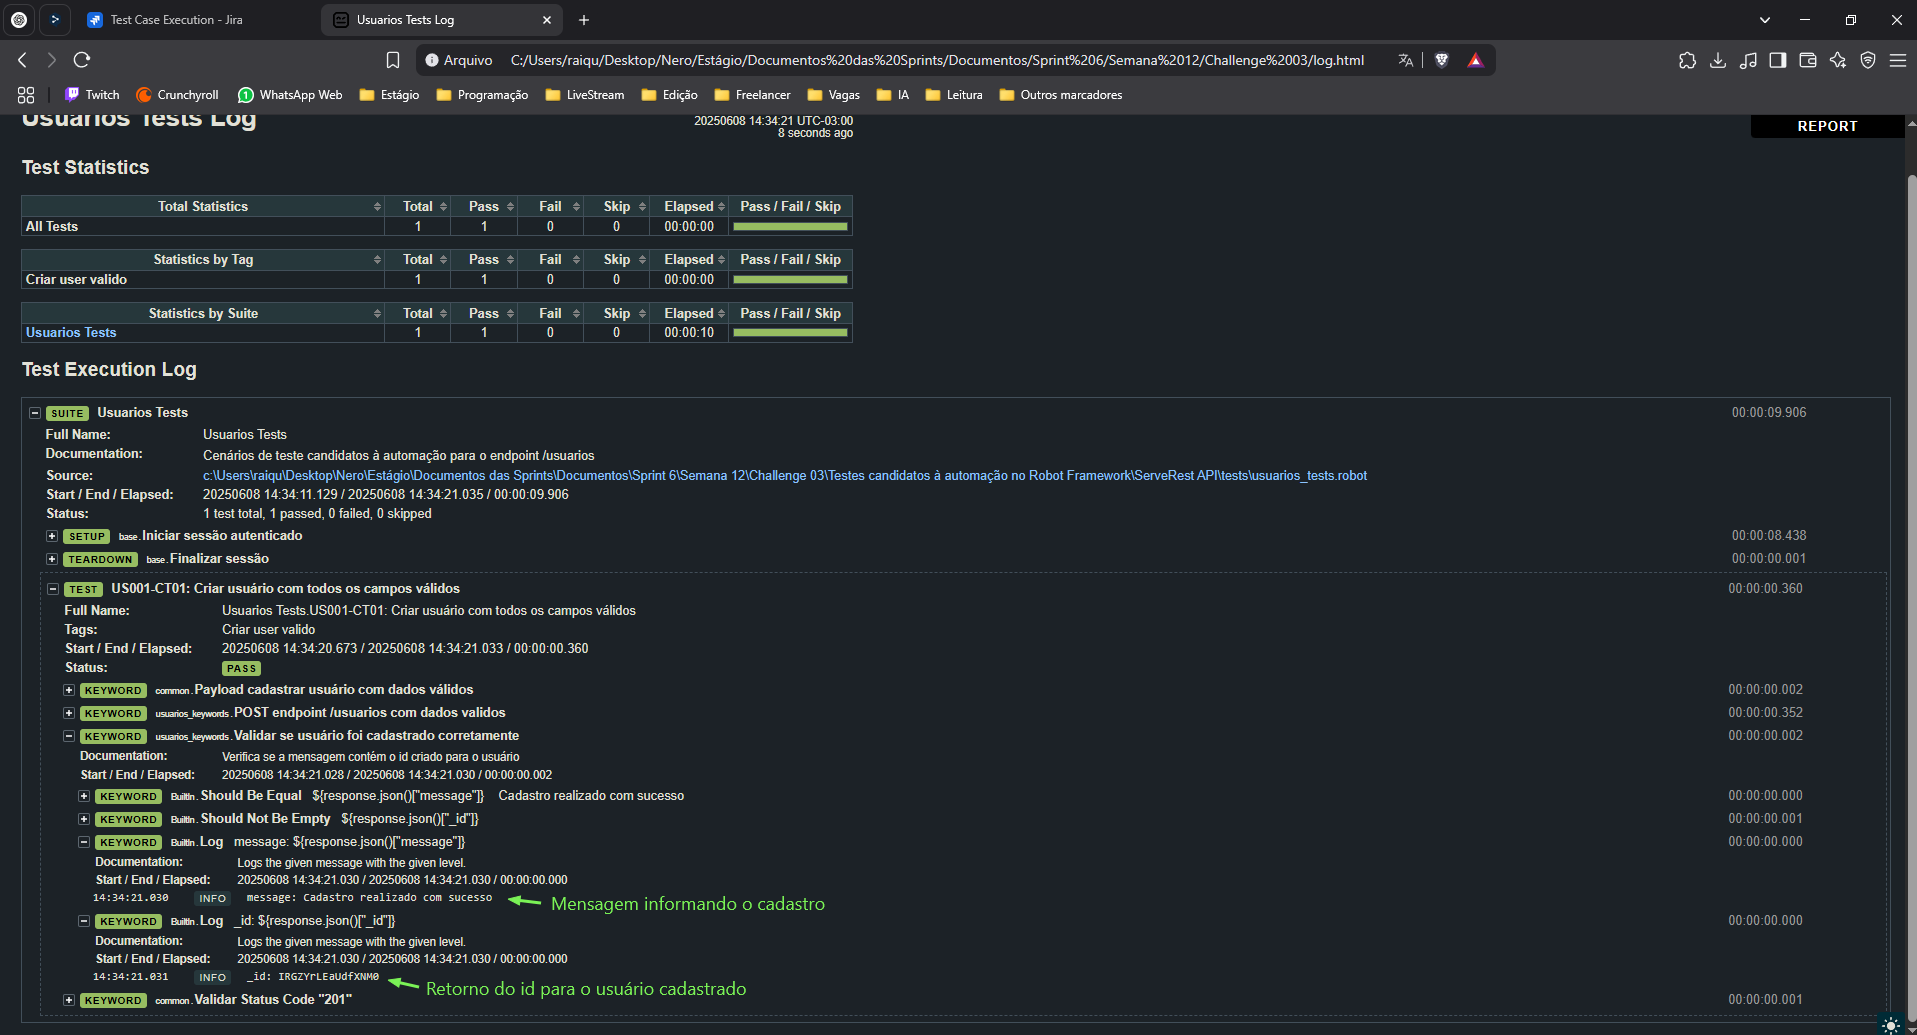 Test Case Execution - Jira
Usuarios Tests Log
Arquivo C:/Users/raiqu/Desktop/Nero/Estágio/Documentos%20das%20Sprints/Documentos/Sprint%206/Semana%2012/Challenge%2003/log.html
Twitch Crunchyroll WhatsApp Web Estágio Programação LiveStream Edição Freelancer Vagas IA Leitura Outros marcadores
Usuarios Tests Log
20250608 14:34:21 UTC-03:00
8 seconds ago
REPORT
Test Statistics
Total Statistics Total Pass Fail Skip Elapsed Pass / Fail / Skip
All Tests 1 1 0 0 00:00:00
Statistics by Tag Total Pass Fail Skip Elapsed Pass / Fail / Skip
Criar user valido 1 1 0 0 00:00:00
Statistics by Suite Total Pass Fail Skip Elapsed Pass / Fail / Skip
Usuarios Tests 1 1 0 0 00:00:10
Test Execution Log
SUITE Usuarios Tests 00:00:09.906
Full Name: Usuarios Tests
Documentation: Cenários de teste candidatos à automação para o endpoint /usuarios
Source: c:\Users\raiqu\Desktop\Nero\Estágio\Documentos das Sprints\Documentos\Sprint 6\Semana 12\Challenge 03\Testes candidatos à automação no Robot Framework\ServeRest API\tests\usuarios_tests.robot
Start / End / Elapsed: 20250608 14:34:11.129 / 20250608 14:34:21.035 / 00:00:09.906
Status: 1 test total, 1 passed, 0 failed, 0 skipped
SETUP base.Iniciar sessão autenticado 00:00:08.438
TEARDOWN base.Finalizar sessão 00:00:00.001
TEST US001-CT01: Criar usuário com todos os campos válidos 00:00:00.360
Full Name: Usuarios Tests.US001-CT01: Criar usuário com todos os campos válidos
Tags: Criar user valido
Start / End / Elapsed: 20250608 14:34:20.673 / 20250608 14:34:21.033 / 00:00:00.360
Status: PASS
KEYWORD common.Payload cadastrar usuário com dados válidos 00:00:00.002
KEYWORD usuarios_keywords.POST endpoint /usuarios com dados validos 00:00:00.352
KEYWORD usuarios_keywords.Validar se usuário foi cadastrado corretamente 00:00:00.002
Documentation: Verifica se a mensagem contém o id criado para o usuário
Start / End / Elapsed: 20250608 14:34:21.028 / 20250608 14:34:21.030 / 00:00:00.002
KEYWORD BuiltIn.Should Be Equal ${response.json()["message"]} Cadastro realizado com sucesso 00:00:00.000
KEYWORD BuiltIn.Should Not Be Empty ${response.json()["_id"]} 00:00:00.001
KEYWORD BuiltIn.Log message: ${response.json()["message"]} 00:00:00.000
Documentation: Logs the given message with the given level.
Start / End / Elapsed: 20250608 14:34:21.030 / 20250608 14:34:21.030 / 00:00:00.000
14:34:21.030 INFO message: Cadastro realizado com sucesso Mensagem informando o cadastro
KEYWORD BuiltIn.Log _id: ${response.json()["_id"]} 00:00:00.000
Documentation: Logs the given message with the given level.
Start / End / Elapsed: 20250608 14:34:21.030 / 20250608 14:34:21.030 / 00:00:00.000
14:34:21.031 INFO _id: IRGZYrLEaUdfXNM0 Retorno do id para o usuário cadastrado
KEYWORD common.Validar Status Code "201" 00:00:00.001